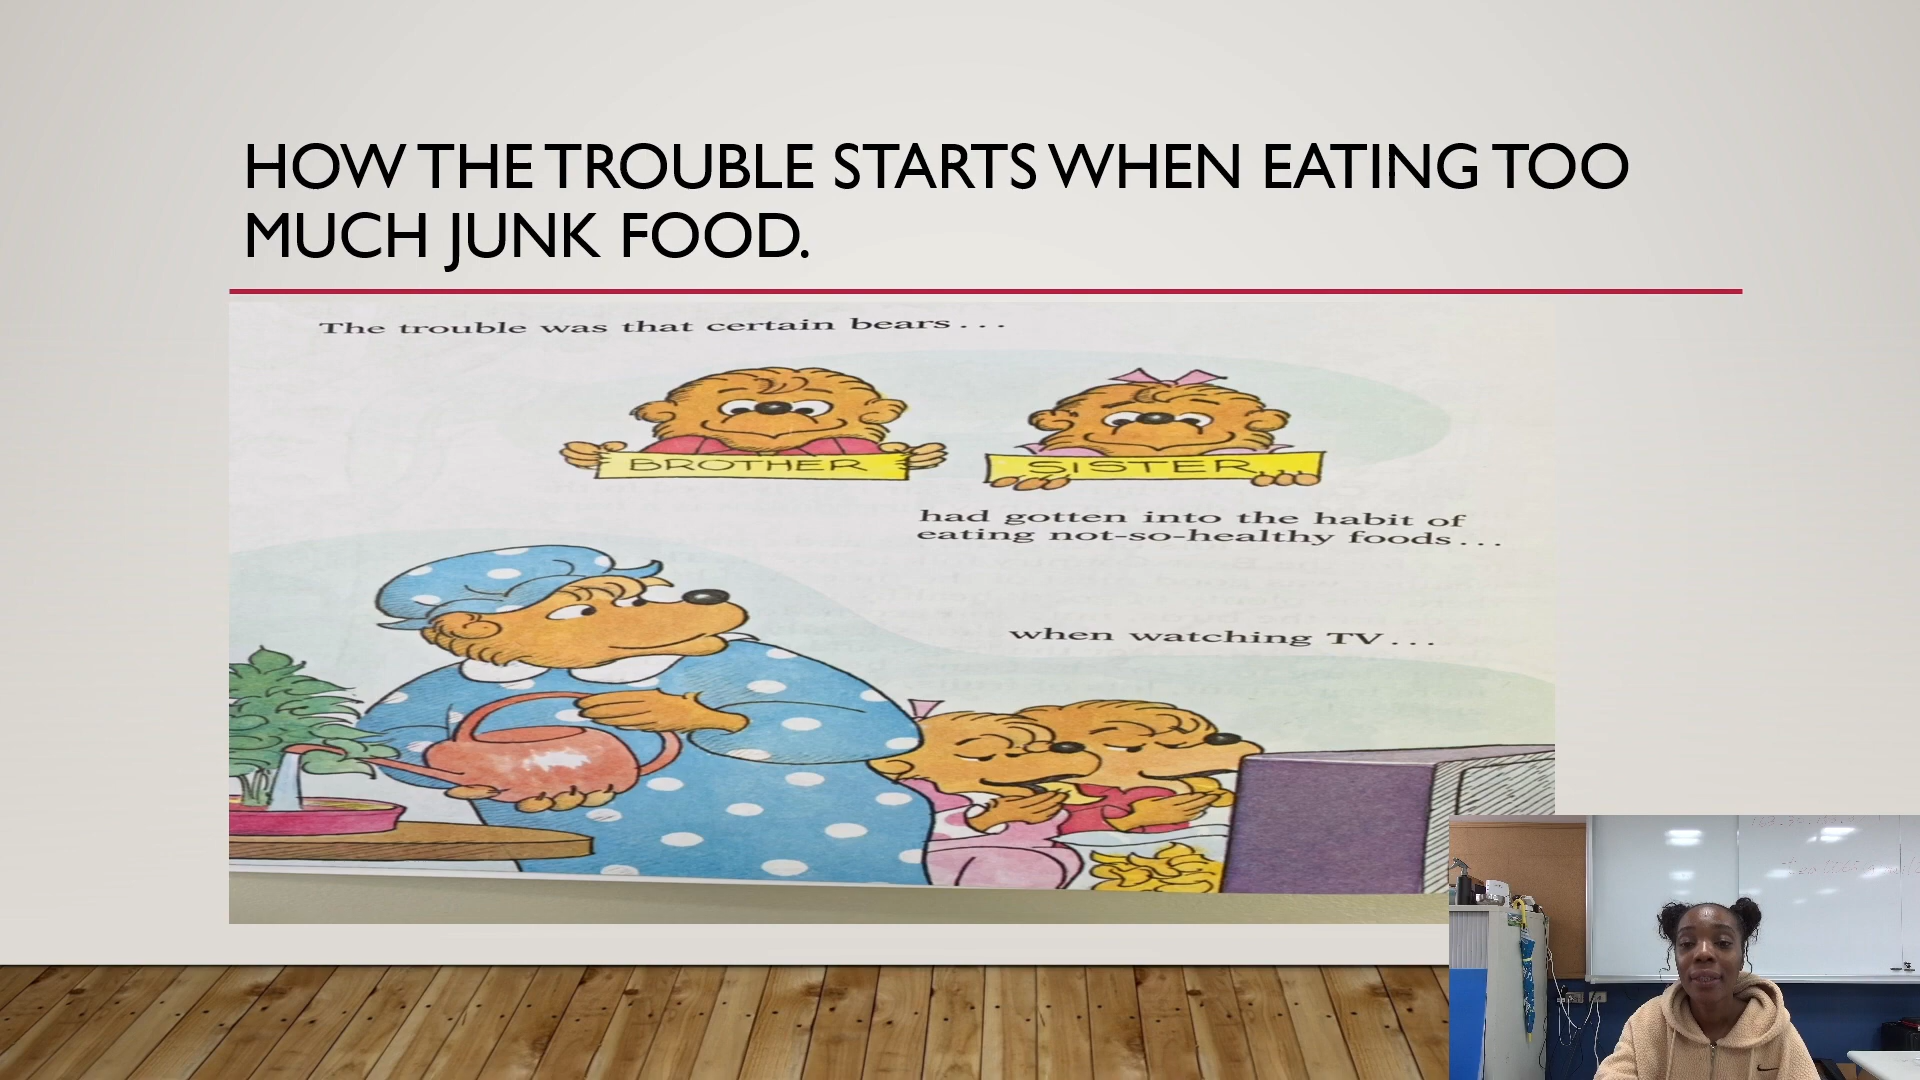 HOW THE TROUBLE STARTS WHEN EATING TOO
MUCH JUNK FOOD.
The trouble was that certain bears...
BROTHER
SISTER...
had gotten into the habit of
eating not-so-healthy foods...
when watching TV...